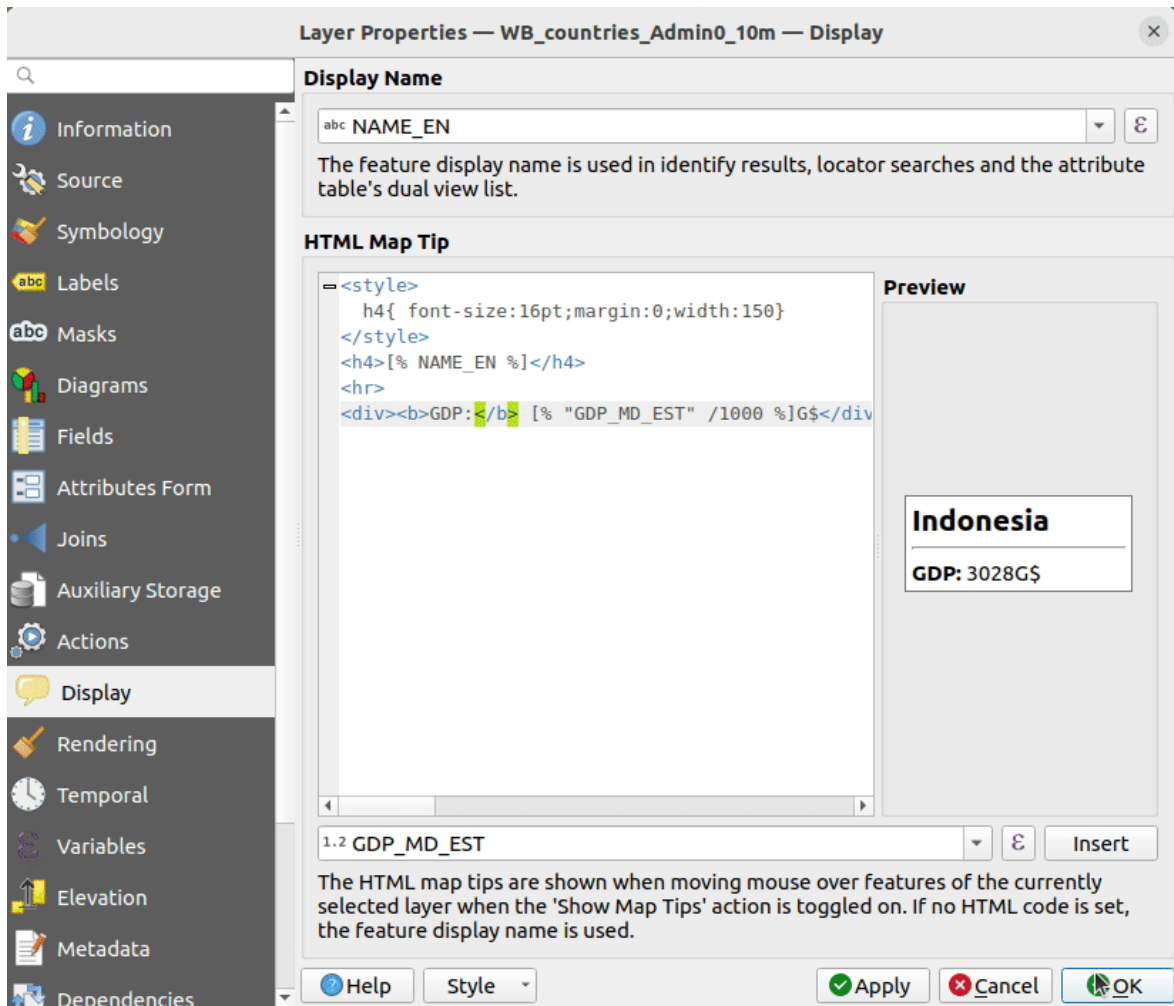 Layer Properties — WB_countries_Admin0_10m — Display
Information
Source
Symbology
abc Labels
abc Masks
Diagrams
Fields
Attributes Form
Joins
Auxiliary Storage
Actions
Display
Rendering
Temporal
Variables
Elevation
Metadata
Dependencies
Display Name
abc NAME_EN
ε
The feature display name is used in identify results, locator searches and the attribute
table's dual view list.
HTML Map Tip
<style>
h4{ font-size:16pt;margin:0;width:150}
</style>
<h4>[% NAME_EN %]</h4>
<hr>
<div><b>GDP:</b> [% "GDP_MD_EST" /1000 %]G$</div
Preview
Indonesia
GDP: 3028G$
1.2 GDP_MD_EST
ε
Insert
The HTML map tips are shown when moving mouse over features of the currently
selected layer when the 'Show Map Tips' action is toggled on. If no HTML code is set,
the feature display name is used.
Help
Style
Apply
Cancel
OK